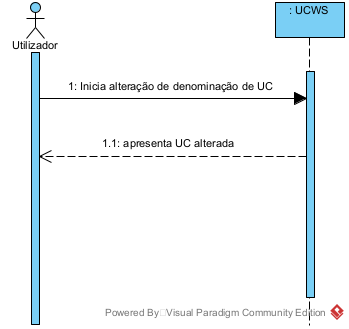 : UCWS
Utilizador
1: Inicia alteração de denominação de UC
1.1: apresenta UC alterada
Powered By Visual Paradigm Community Edition